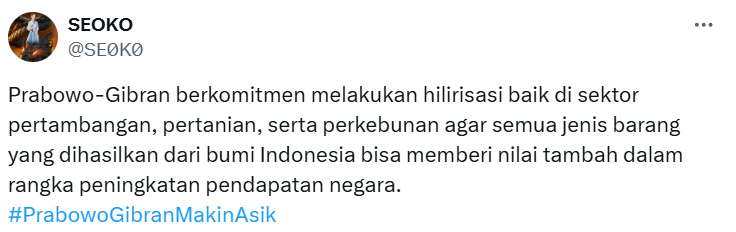 SEOKO
@SE0K0
Prabowo-Gibran berkomitmen melakukan hilirisasi baik di sektor
pertambangan, pertanian, serta perkebunan agar semua jenis barang
yang dihasilkan dari bumi Indonesia bisa memberi nilai tambah dalam
rangka peningkatan pendapatan negara.
#PrabowoGibranMakinAsik